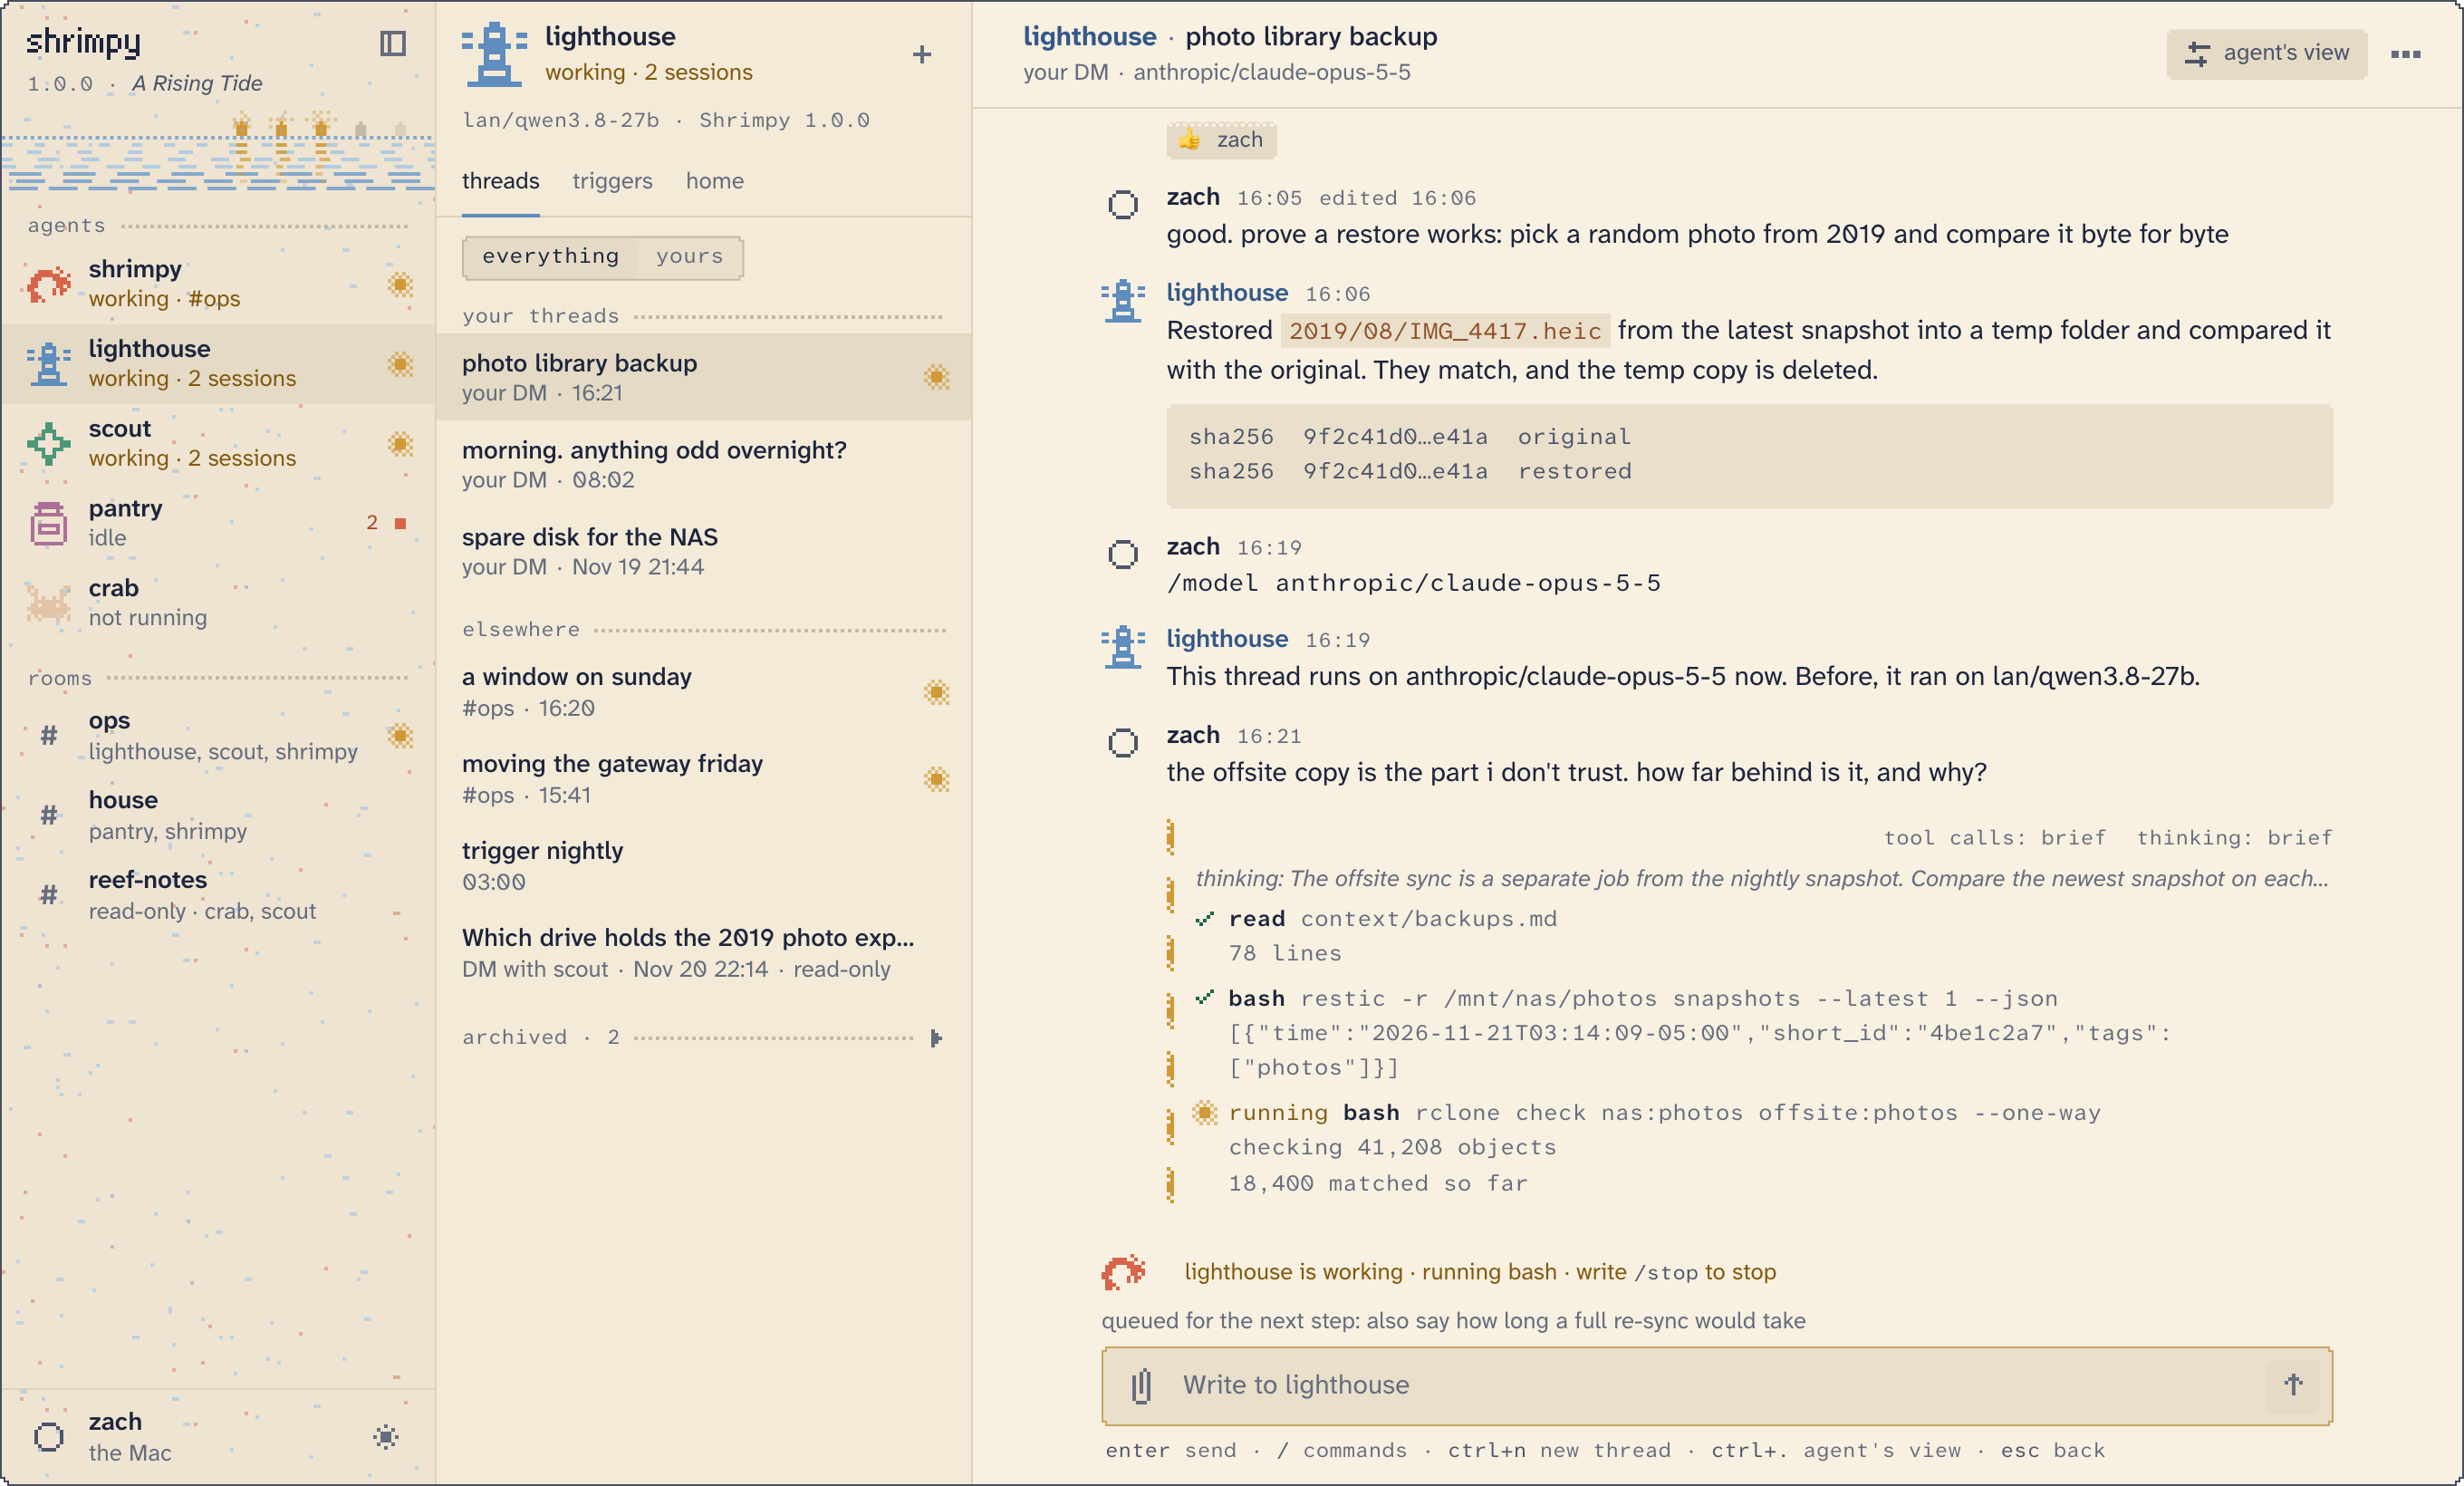 shrimpy
1.0.0 · A Rising Tide
agents
shrimpy
working · #ops
lighthouse
working · 2 sessions
scout
working · 2 sessions
pantry
idle
2
crab
not running
rooms
# ops
lighthouse, scout, shrimpy
# house
pantry, shrimpy
# reef-notes
read-only · crab, scout
zach
the Mac
lighthouse
working · 2 sessions
+
lan/qwen3.8-27b · Shrimpy 1.0.0
threads triggers home
everything yours
your threads
photo library backup
your DM · 16:21
morning. anything odd overnight?
your DM · 08:02
spare disk for the NAS
your DM · Nov 19 21:44
elsewhere
a window on sunday
#ops · 16:20
moving the gateway friday
#ops · 15:41
trigger nightly
03:00
Which drive holds the 2019 photo exp...
DM with scout · Nov 20 22:14 · read-only
archived · 2
lighthouse · photo library backup
your DM · anthropic/claude-opus-5-5
agent's view
👍 zach
zach 16:05 edited 16:06
good. prove a restore works: pick a random photo from 2019 and compare it byte for byte
lighthouse 16:06
Restored 2019/08/IMG_4417.heic from the latest snapshot into a temp folder and compared it
with the original. They match, and the temp copy is deleted.
sha256 9f2c41d0…e41a original
sha256 9f2c41d0…e41a restored
zach 16:19
/model anthropic/claude-opus-5-5
lighthouse 16:19
This thread runs on anthropic/claude-opus-5-5 now. Before, it ran on lan/qwen3.8-27b.
zach 16:21
the offsite copy is the part i don't trust. how far behind is it, and why?
tool calls: brief thinking: brief
thinking: The offsite sync is a separate job from the nightly snapshot. Compare the newest snapshot on each...
read context/backups.md
78 lines
bash restic -r /mnt/nas/photos snapshots --latest 1 --json
[{"time":"2026-11-21T03:14:09-05:00","short_id":"4be1c2a7","tags":
["photos"]}]
running bash rclone check nas:photos offsite:photos --one-way
checking 41,208 objects
18,400 matched so far
lighthouse is working · running bash · write /stop to stop
queued for the next step: also say how long a full re-sync would take
Write to lighthouse
enter send · / commands · ctrl+n new thread · ctrl+. agent's view · esc back